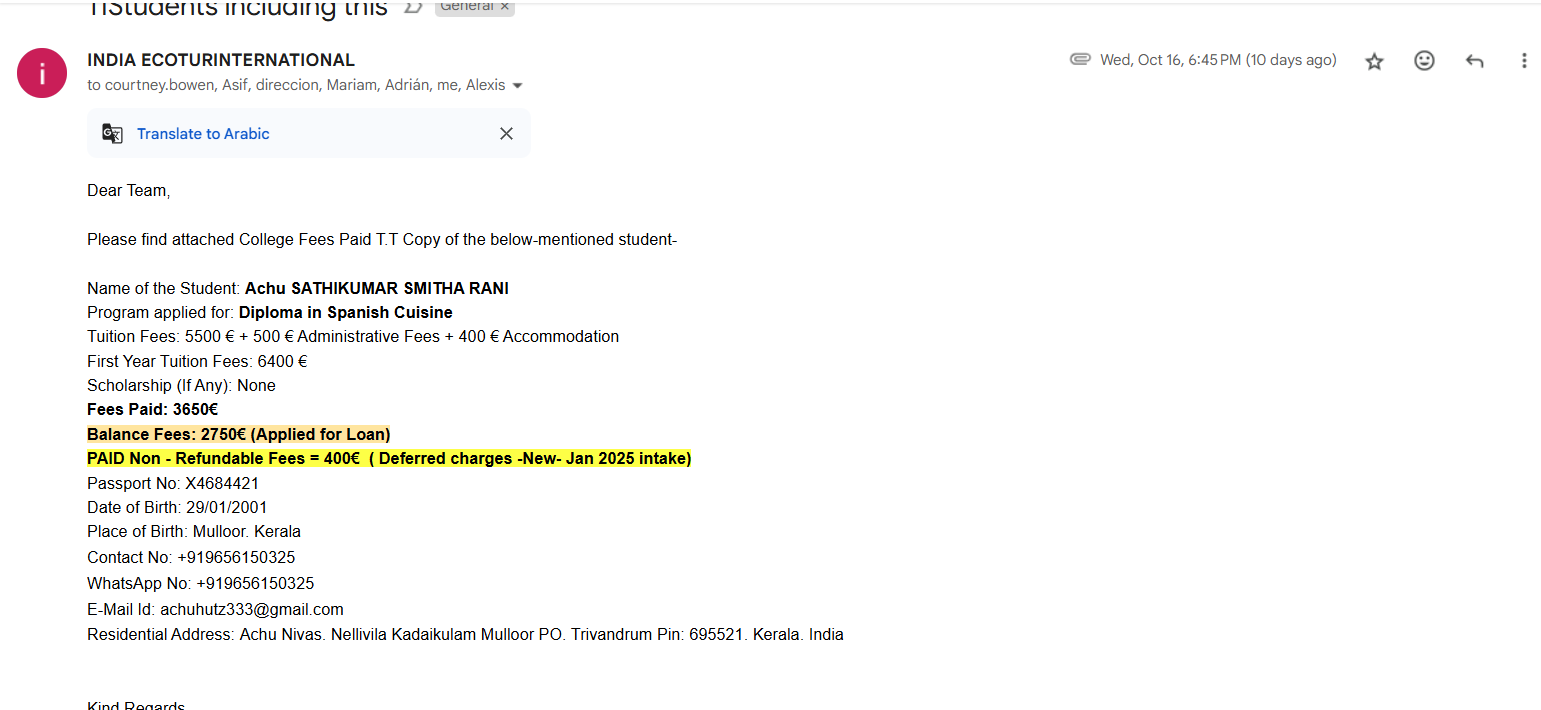 11Students including this
General ×
i
INDIA ECOTURINTERNATIONAL
Wed, Oct 16, 6:45 PM (10 days ago)
to courtney.bowen, Asif, direccion, Mariam, Adrián, me, Alexis
Translate to Arabic
Dear Team,
Please find attached College Fees Paid T.T Copy of the below-mentioned student-
Name of the Student: Achu SATHIKUMAR SMITHA RANI
Program applied for: Diploma in Spanish Cuisine
Tuition Fees: 5500 € + 500 € Administrative Fees + 400 € Accommodation
First Year Tuition Fees: 6400 €
Scholarship (If Any): None
Fees Paid: 3650€
Balance Fees: 2750€ (Applied for Loan)
PAID Non - Refundable Fees = 400€  ( Deferred charges -New- Jan 2025 intake)
Passport No: X4684421
Date of Birth: 29/01/2001
Place of Birth: Mulloor. Kerala
Contact No: +919656150325
WhatsApp No: +919656150325
E-Mail Id: achuhutz333@gmail.com
Residential Address: Achu Nivas. Nellivila Kadaikulam Mulloor PO. Trivandrum Pin: 695521. Kerala. India
Kind Regards